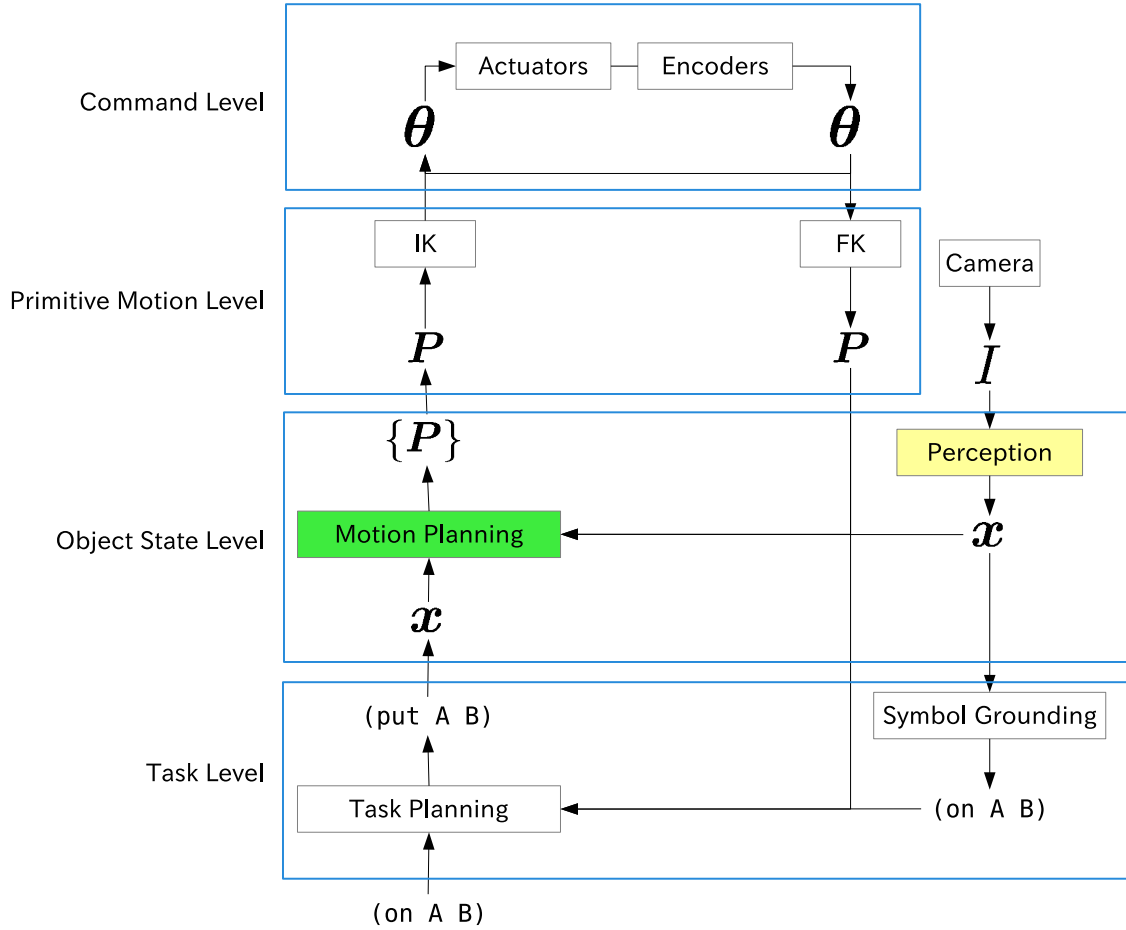 Actuators
Encoders
Command Level
θ
θ
IK
FK
Camera
Primitive Motion Level
P
P
I
{P}
Perception
Motion Planning
Object State Level
x
x
(put A B)
Symbol Grounding
Task Level
Task Planning
(on A B)
(on A B)